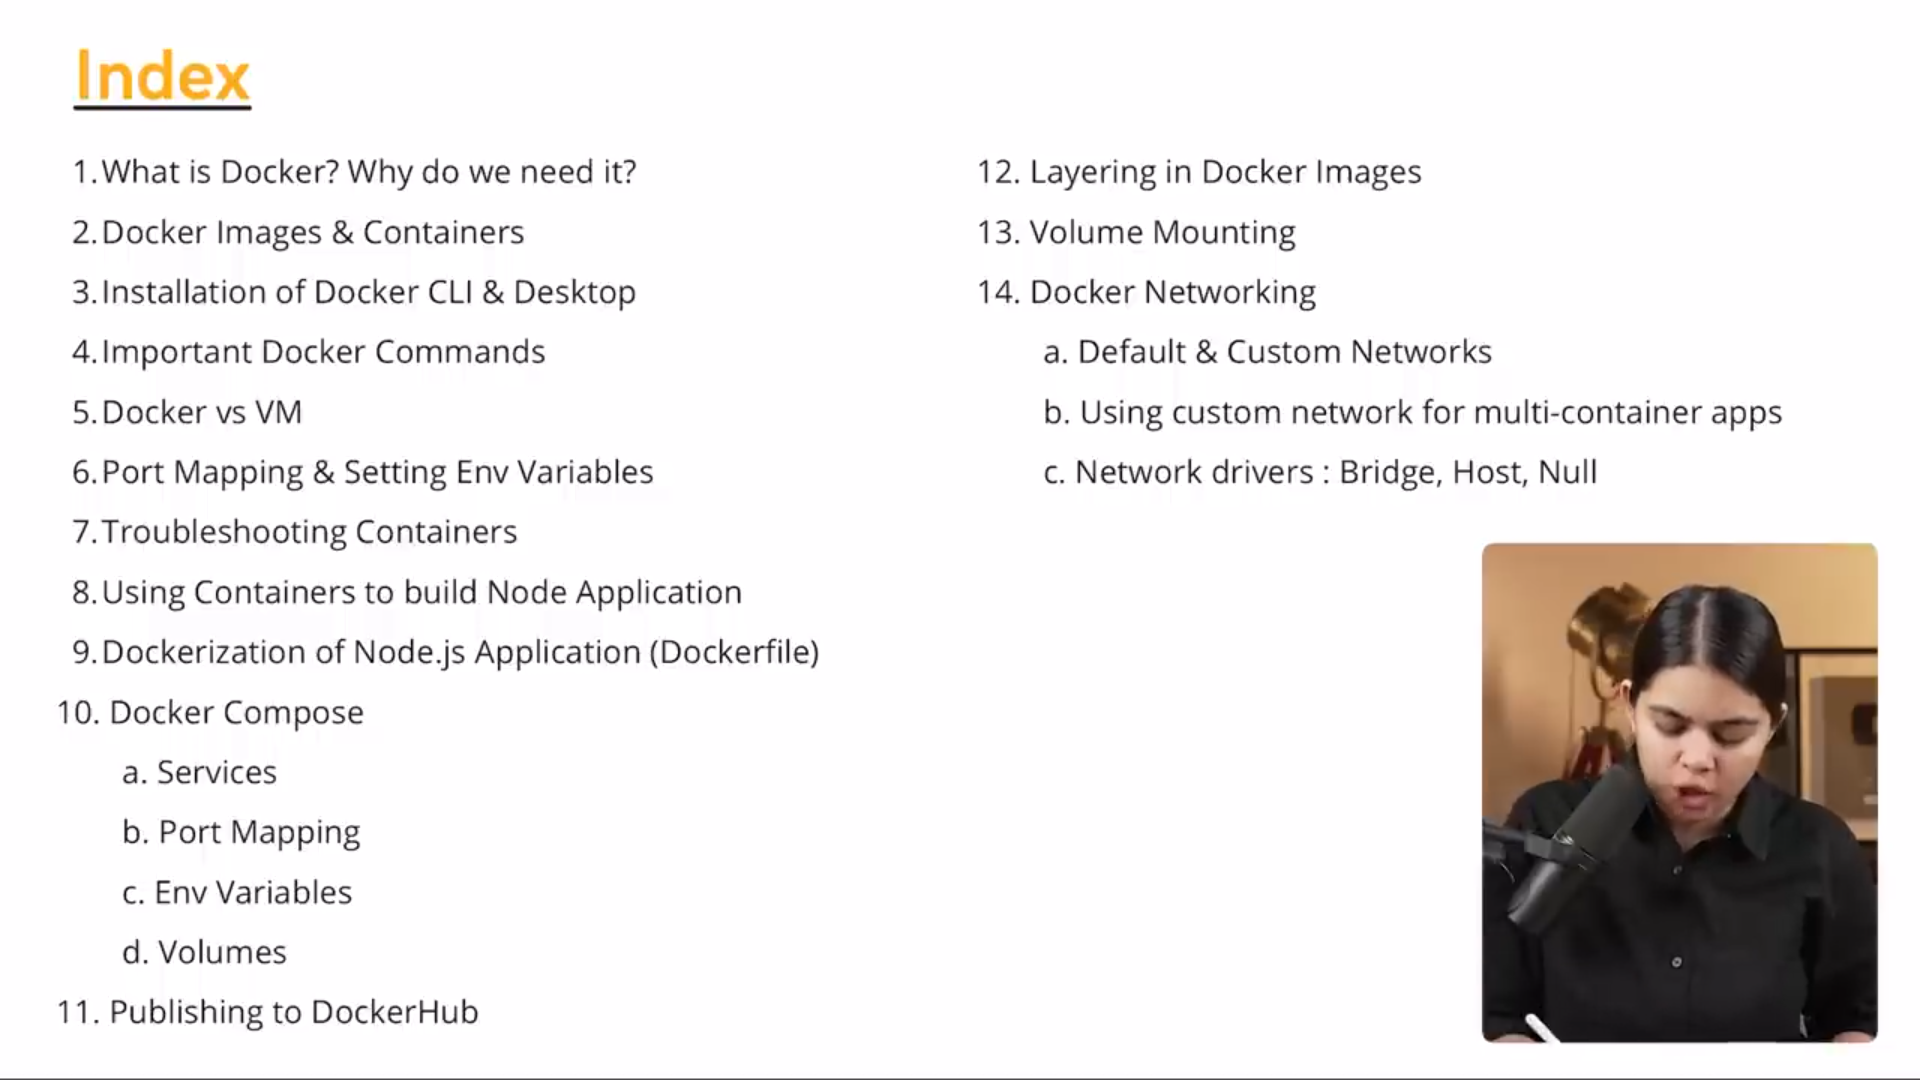 Index
1. What is Docker? Why do we need it?
2. Docker Images & Containers
3. Installation of Docker CLI & Desktop
4. Important Docker Commands
5. Docker vs VM
6. Port Mapping & Setting Env Variables
7. Troubleshooting Containers
8. Using Containers to build Node Application
9. Dockerization of Node.js Application (Dockerfile)
10. Docker Compose
a. Services
b. Port Mapping
c. Env Variables
d. Volumes
11. Publishing to DockerHub
12. Layering in Docker Images
13. Volume Mounting
14. Docker Networking
a. Default & Custom Networks
b. Using custom network for multi-container apps
c. Network drivers : Bridge, Host, Null